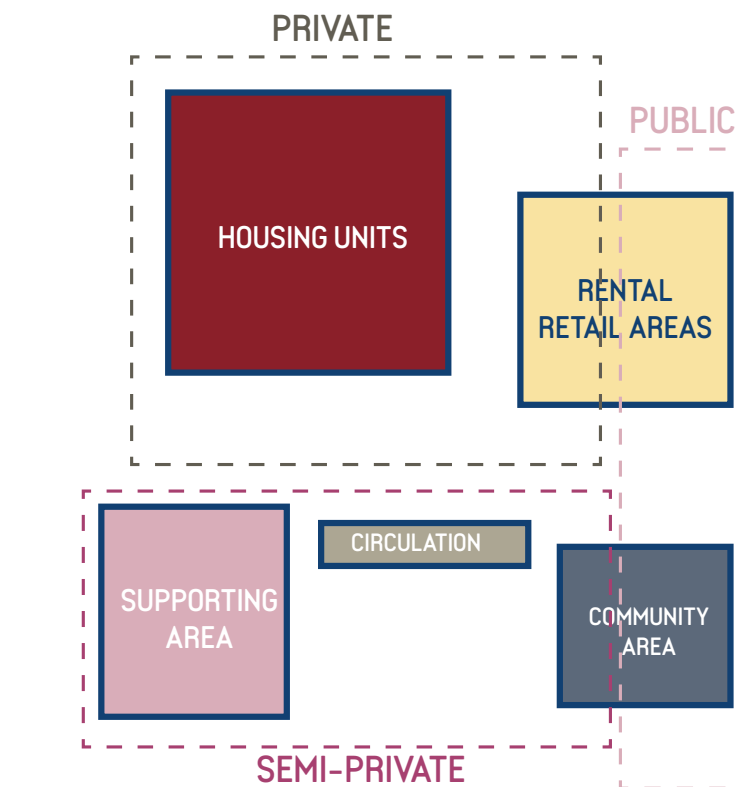 PRIVATE
PUBLIC
HOUSING UNITS
RENTAL
RETAIL AREAS
CIRCULATION
SUPPORTING
AREA
COMMUNITY
AREA
SEMI-PRIVATE